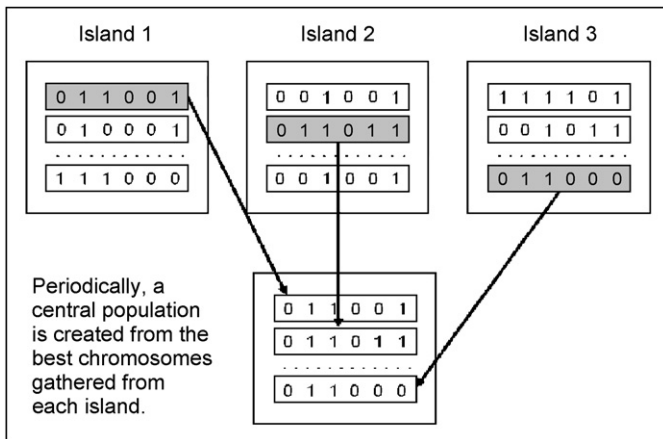 Island 1
Island 2
Island 3
0 1 1 0 0 1
0 1 0 0 0 1
. . . . . . . . . . . . .
1 1 1 0 0 0
0 0 1 0 0 1
0 1 1 0 1 1
. . . . . . . . . . . . .
0 0 1 0 0 1
1 1 1 1 0 1
0 0 1 0 1 1
. . . . . . . . . . . . .
0 1 1 0 0 0
Periodically, a
central population
is created from the
best chromosomes
gathered from
each island.
0 1 1 0 0 1
0 1 1 0 1 1
. . . . . . . . . . . . .
0 1 1 0 0 0